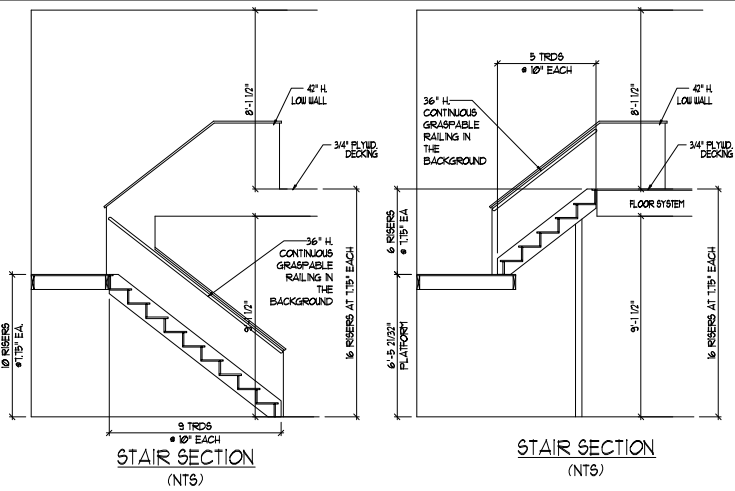 8'-1 1/2"
42" H.
LOW WALL
3/4" PLYWD.
DECKING
36" H.
CONTINUOUS
GRASPABLE
RAILING IN
THE
BACKGROUND
9'-1 1/2"
16 RISERS AT 7.75" EACH
10 RISERS
@7.75" EA.
9 TRDS
@ 10" EACH
STAIR SECTION
(NTS)
5 TRDS
@ 10" EACH
8'-1 1/2"
42" H.
LOW WALL
36" H.
CONTINUOUS
GRASPABLE
RAILING IN
THE
BACKGROUND
3/4" PLYWD.
DECKING
6 RISERS
@ 7.75" EA
FLOOR SYSTEM
6'-5 21/32"
PLATFORM
9'-1 1/2"
16 RISERS AT 7.75" EACH
STAIR SECTION
(NTS)